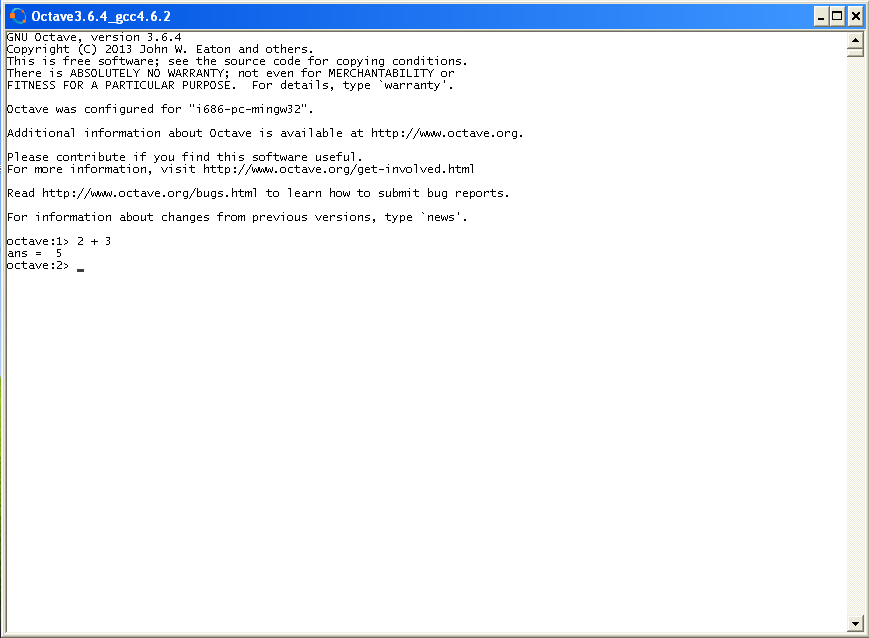 Octave3.6.4_gcc4.6.2
GNU Octave, version 3.6.4
Copyright (C) 2013 John W. Eaton and others.
This is free software; see the source code for copying conditions.
There is ABSOLUTELY NO WARRANTY; not even for MERCHANTABILITY or
FITNESS FOR A PARTICULAR PURPOSE.  For details, type `warranty'.
Octave was configured for "i686-pc-mingw32".
Additional information about Octave is available at http://www.octave.org.
Please contribute if you find this software useful.
For more information, visit http://www.octave.org/get-involved.html
Read http://www.octave.org/bugs.html to learn how to submit bug reports.
For information about changes from previous versions, type `news'.
octave:1> 2 + 3
ans =  5
octave:2> _